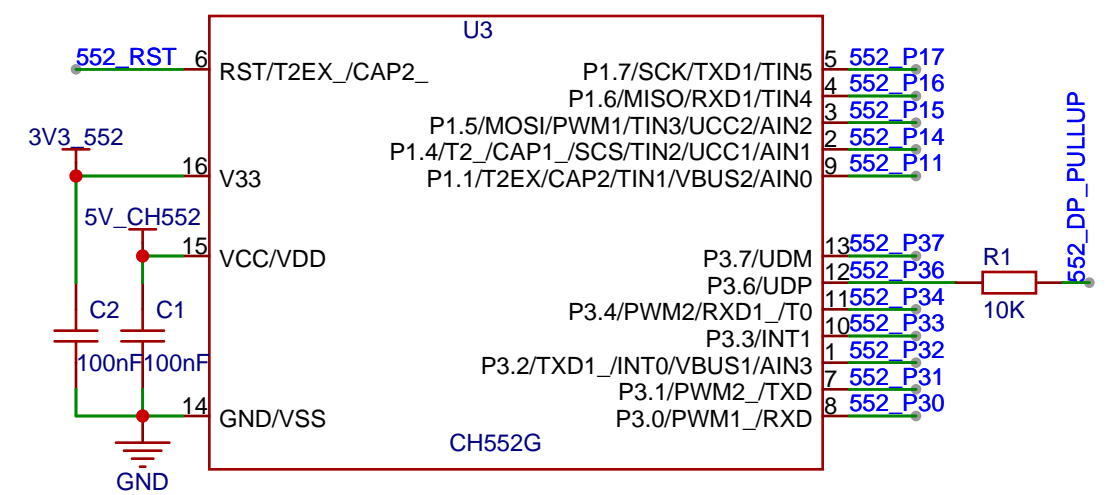 U3
552_RST 6 RST/T2EX_/CAP2_
P1.7/SCK/TXD1/TIN5 5 552_P17
P1.6/MISO/RXD1/TIN4 4 552_P16
P1.5/MOSI/PWM1/TIN3/UCC2/AIN2 3 552_P15
P1.4/T2_/CAP1_/SCS/TIN2/UCC1/AIN1 2 552_P14
P1.1/T2EX/CAP2/TIN1/VBUS2/AIN0 9 552_P11
3V3_552
16 V33
5V_CH552
15 VCC/VDD
P3.7/UDM 13 552_P37
P3.6/UDP 12 552_P36
R1
10K
552_DP_PULLUP
P3.4/PWM2/RXD1_/T0 11 552_P34
P3.3/INT1 10 552_P33
P3.2/TXD1_/INT0/VBUS1/AIN3 1 552_P32
P3.1/PWM2_/TXD 7 552_P31
P3.0/PWM1_/RXD 8 552_P30
C2 C1
100nF 100nF
14 GND/VSS
CH552G
GND